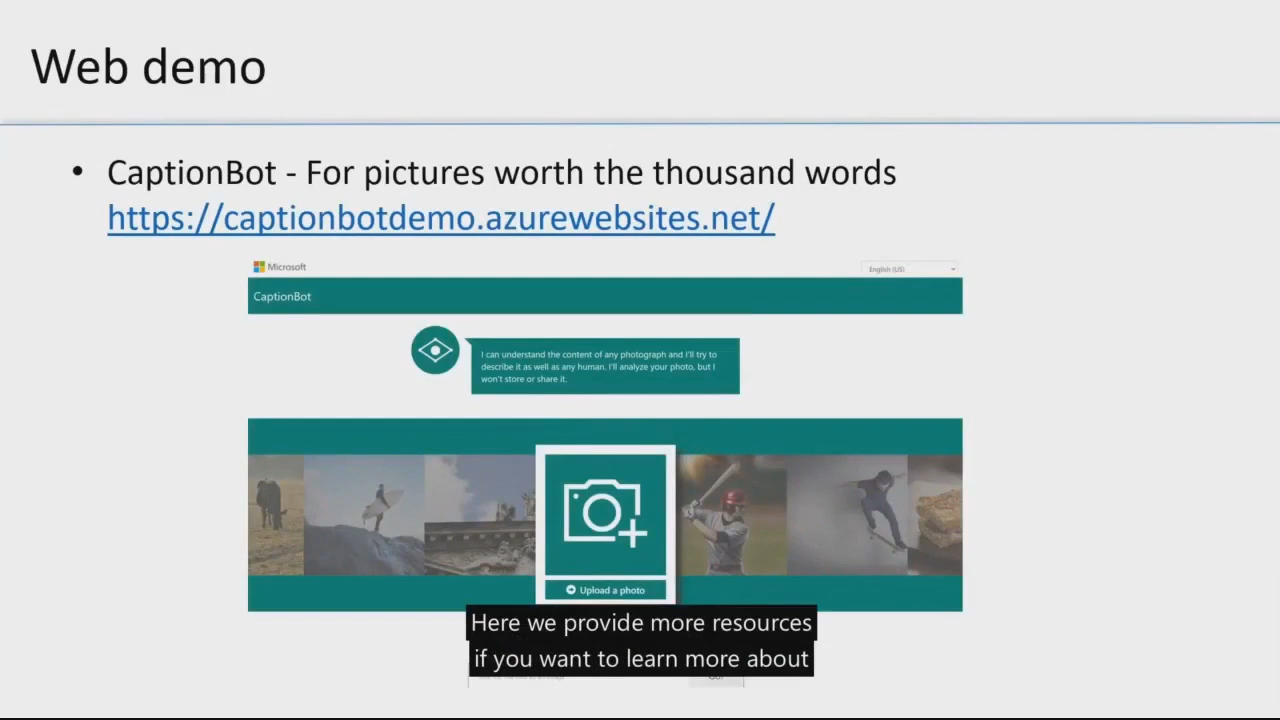 Web demo
• CaptionBot - For pictures worth the thousand words
https://captionbotdemo.azurewebsites.net/
Microsoft
English (US)
CaptionBot
I can understand the content of any photograph and I'll try to
describe it as well as any human. I'll analyze your photo, but I
won't store or share it.
Upload a photo
Here we provide more resources
if you want to learn more about